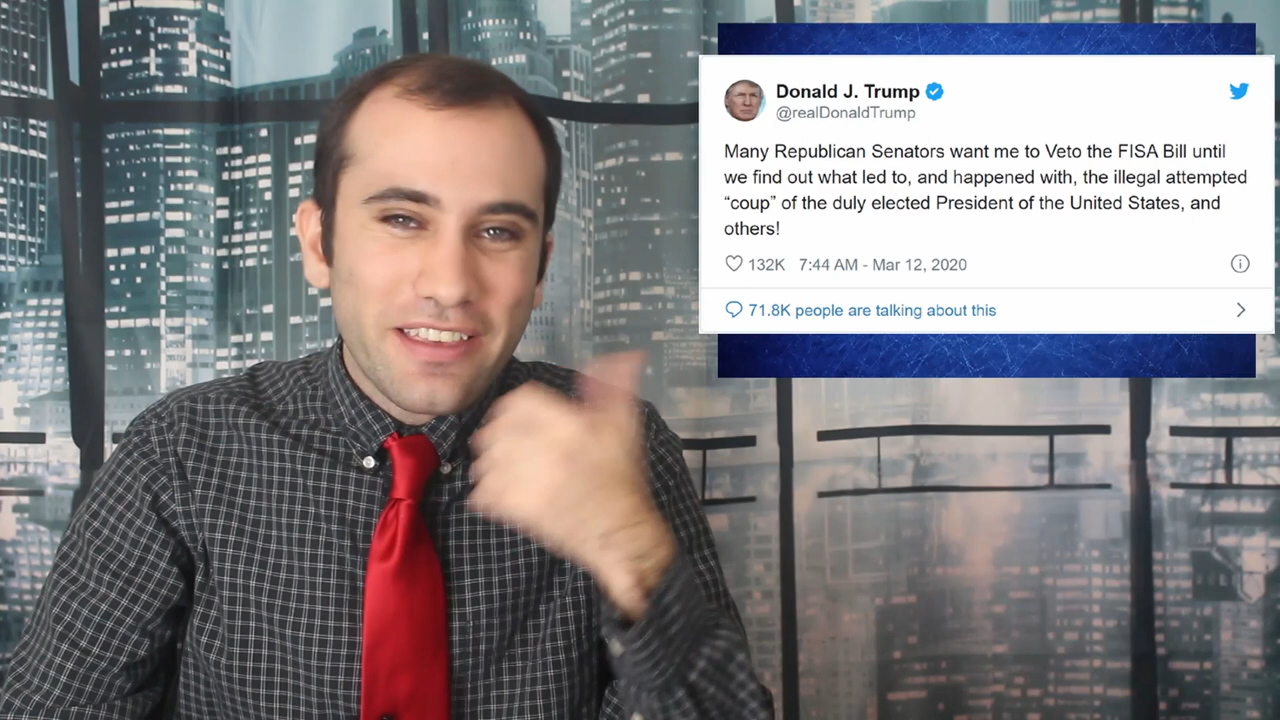 Donald J. Trump
@realDonaldTrump
Many Republican Senators want me to Veto the FISA Bill until
we find out what led to, and happened with, the illegal attempted
“coup” of the duly elected President of the United States, and
others!
132K 7:44 AM - Mar 12, 2020
71.8K people are talking about this